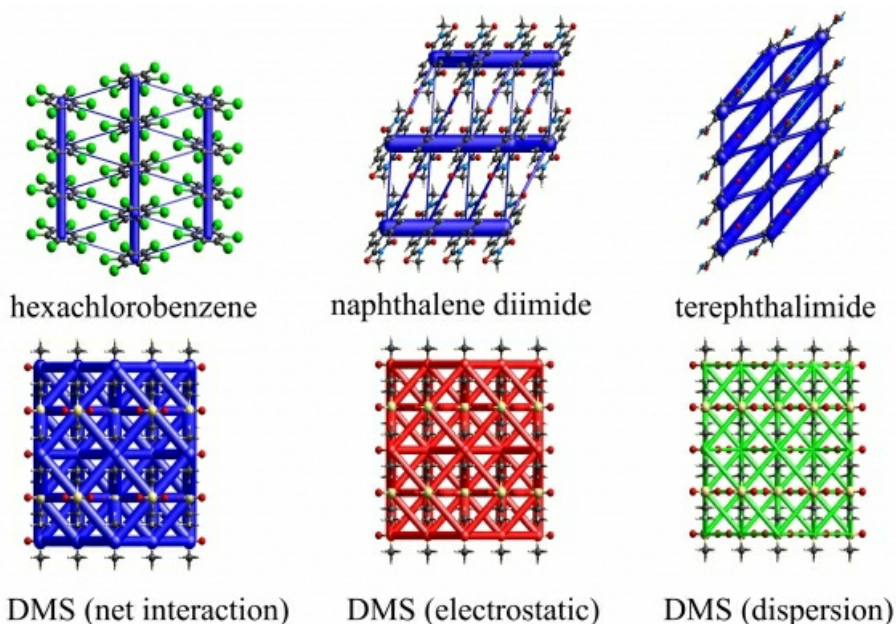 hexachlorobenzene
naphthalene diimide
terephthalimide
DMS (net interaction)
DMS (electrostatic)
DMS (dispersion)